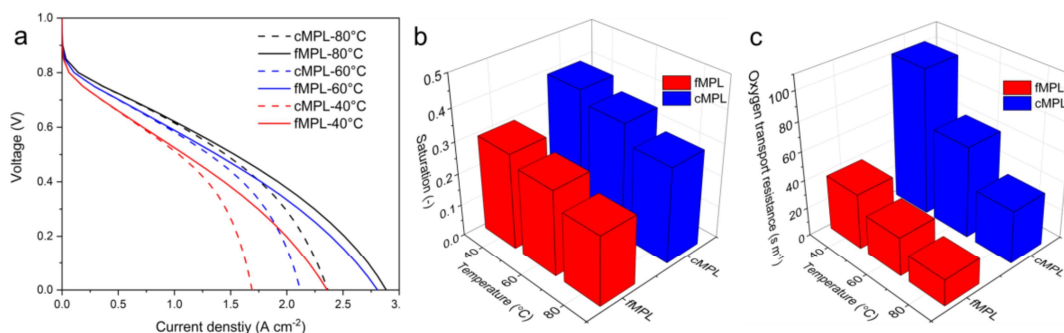 a
1.0
0.8
0.6
0.4
0.2
0.0
Voltage (V)
0.0 0.5 1.0 1.5 2.0 2.5 3.
Current denstiy (A cm-2)
cMPL-80°C
fMPL-80°C
cMPL-60°C
fMPL-60°C
cMPL-40°C
fMPL-40°C
b
0.5
0.4
0.3
0.2
0.1
0.0
Saturation (-)
40
60
80
Temperature (°C)
fMPL
cMPL
fMPL
cMPL
c
100
80
60
40
20
0
Oxygen transport resistance (s m-1)
40
60
80
Temperature (°C)
fMPL
cMPL
fMPL
cMPL